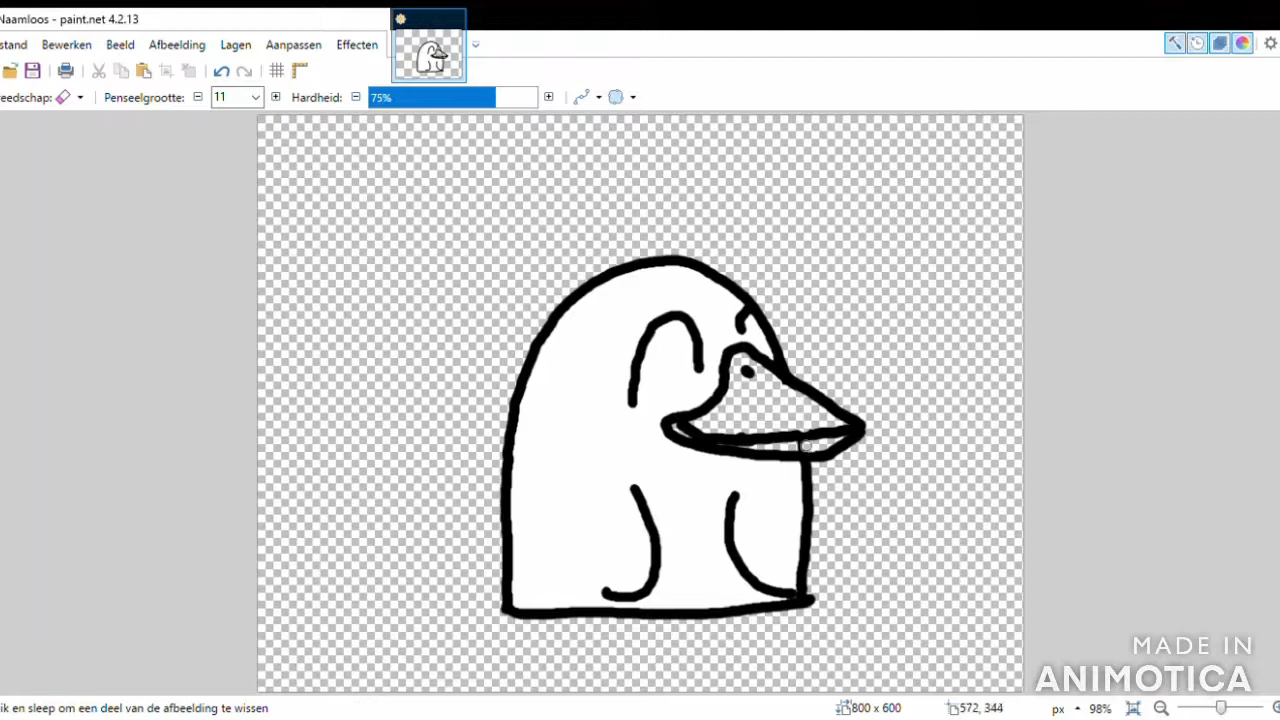 Naamloos - paint.net 4.2.13
stand Bewerken Beeld Afbeelding Lagen Aanpassen Effecten
eedschap: Penseelgrootte: 11 Hardheid: 75%
MADE IN
ANIMOTICA
ik en sleep om een deel van de afbeelding te wissen 800 x 600 572, 344 px 98%